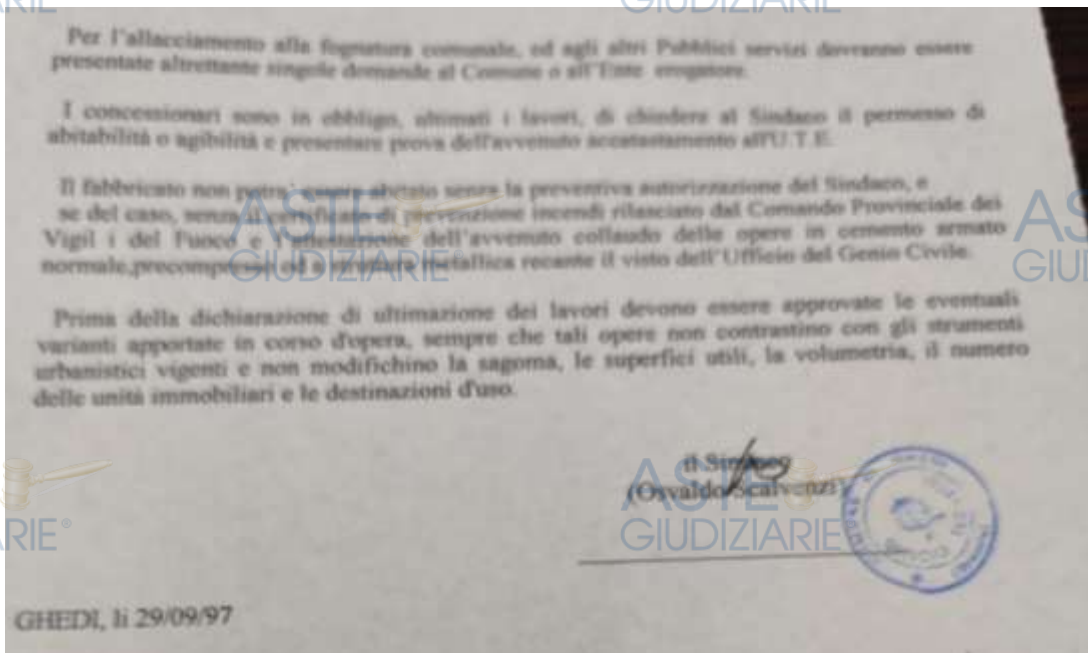 Per l'allacciamento alla fognatura comunale, ed agli altri Pubblici servizi dovranno essere
presentate altrettante singole domande al Comune o all'Ente erogatore.
I concessionari sono in obbligo, ultimati i lavori, di chiedere al Sindaco il permesso di
abitabilità o agibilità e presentare prova dell'avvenuto accatastamento all'U.T.E.
Il fabbricato non potra' essere abitato senza la preventiva autorizzazione del Sindaco, e
se del caso, senza il certificato di prevenzione incendi rilasciato dal Comando Provinciale dei
Vigil i del Fuoco e l'attestazione dell'avvenuto collaudo delle opere in cemento armato
normale,precompresso ed a struttura metallica recante il visto dell'Ufficio del Genio Civile.
Prima della dichiarazione di ultimazione dei lavori devono essere approvate le eventuali
varianti apportate in corso d'opera, sempre che tali opere non contrastino con gli strumenti
urbanistici vigenti e non modifichino la sagoma, le superfici utili, la volumetria, il numero
delle unità immobiliari e le destinazioni d'uso.
il Sindaco
(Osvaldo Scalvenzi)
GHEDI, li 29/09/97
ASTE
GIUDIZIARIE®